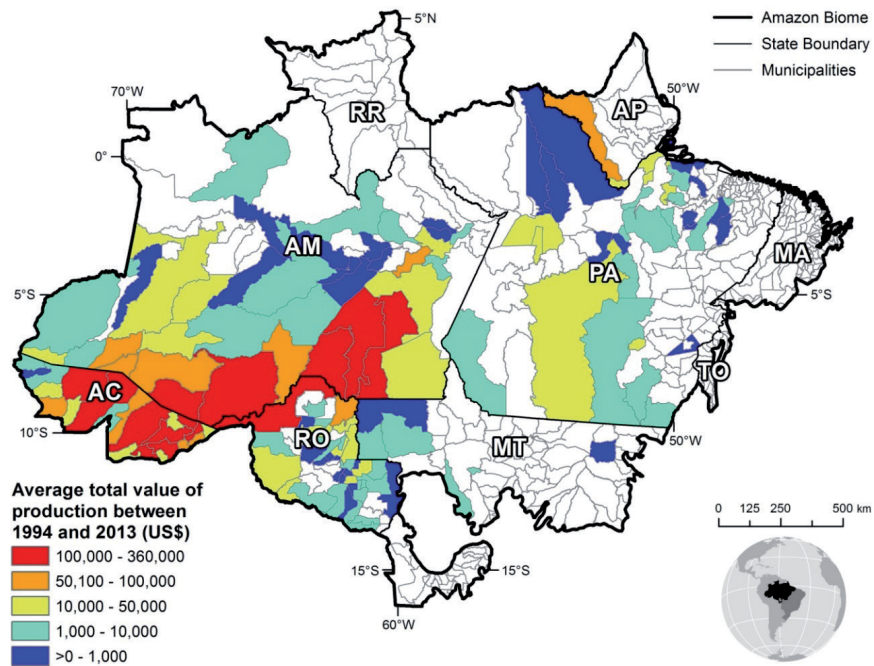 5°N
Amazon Biome
State Boundary
Municipalities
70°W
50°W
RR
AP
0°
AM
PA
MA
5°S
5°S
TO
AC
10°S
RO
MT
50°W
Average total value of
production between
1994 and 2013 (US$)
100,000 - 360,000
50,100 - 100,000
10,000 - 50,000
1,000 - 10,000
>0 - 1,000
0 125 250 500 km
15°S
15°S
60°W